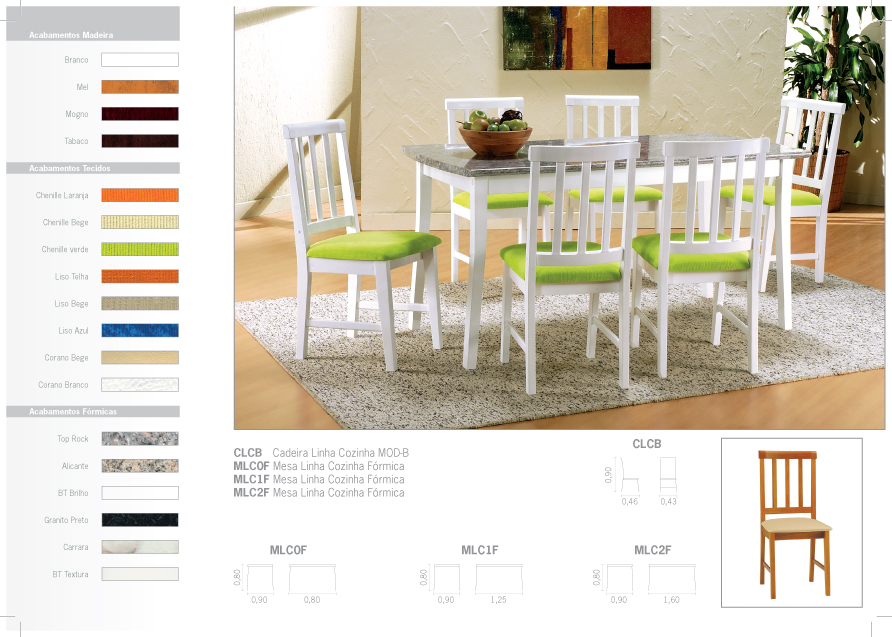 Acabamentos Madeira
Branco
Mel
Mogno
Tabaco
Acabamentos Tecidos
Chenille Laranja
Chenille Bege
Chenille verde
Liso Telha
Liso Bege
Liso Azul
Corano Bege
Corano Branco
Acabamentos Fórmicas
Top Rock
Alicante
BT Brilho
Granito Preto
Carrara
BT Textura
CLCB Cadeira Linha Cozinha MOD-B
MLC0F Mesa Linha Cozinha Fórmica
MLC1F Mesa Linha Cozinha Fórmica
MLC2F Mesa Linha Cozinha Fórmica
CLCB
0,90
0,46 0,43
MLC0F
0,80
0,90 0,80
MLC1F
0,80
0,90 1,25
MLC2F
0,80
0,90 1,60